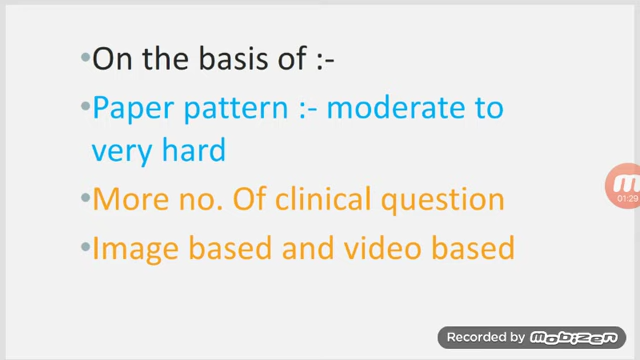 •On the basis of :-
•Paper pattern :- moderate to
very hard
•More no. Of clinical question
•Image based and video based
m
01:29
Recorded by mobizen